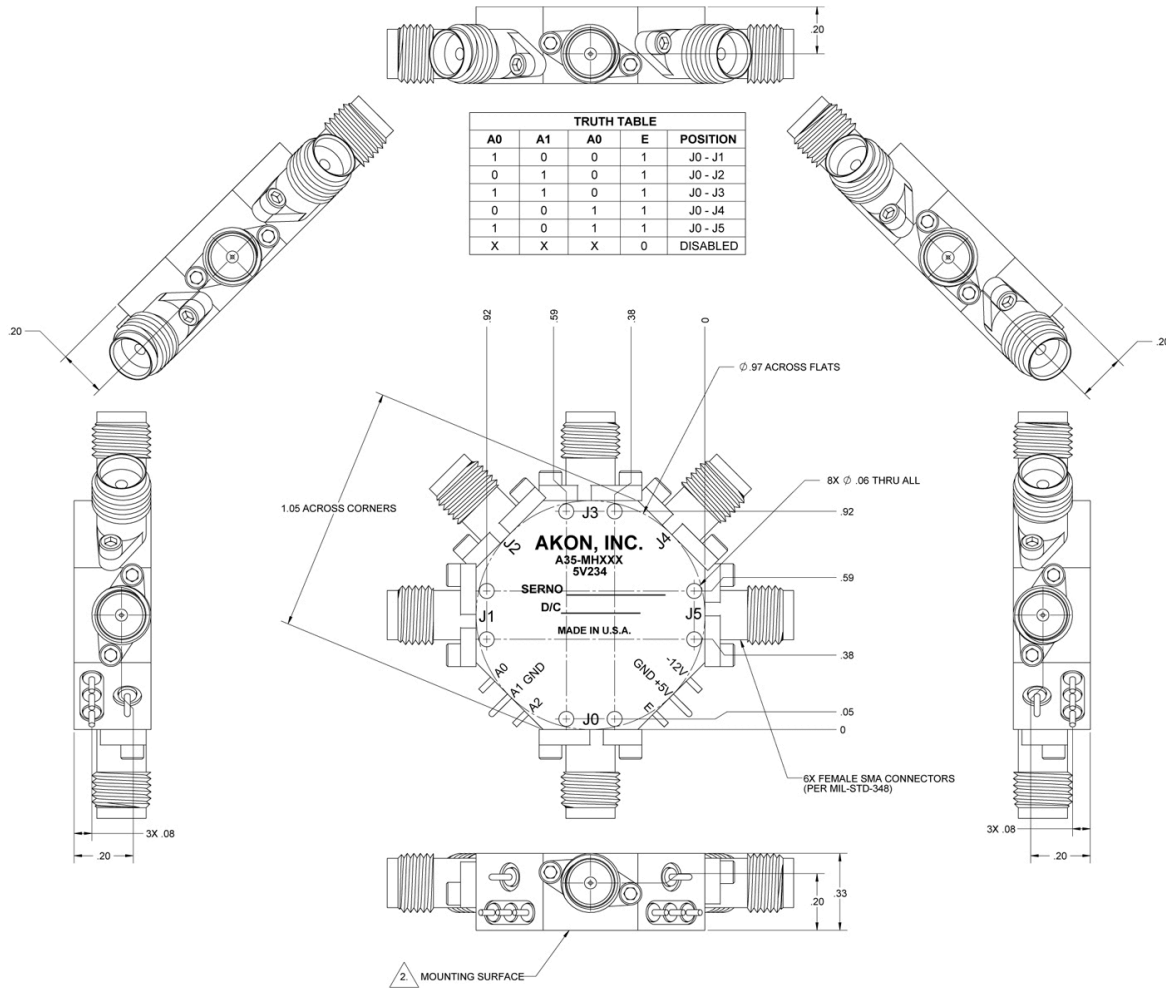 .20
TRUTH TABLE
A0 A1 A0 E POSITION
1 0 0 1 J0 - J1
0 1 0 1 J0 - J2
1 1 0 1 J0 - J3
0 0 1 1 J0 - J4
1 0 1 1 J0 - J5
X X X 0 DISABLED
.20
.20
.92
.59
.38
0
Ø .97 ACROSS FLATS
1.05 ACROSS CORNERS
8X Ø .06 THRU ALL
.92
J3
J2
J4
AKON, INC.
A35-MHXXX
5V234
.59
SERNO
D/C
J1
J5
MADE IN U.S.A.
.38
A0
A1 GND
A2
-12V
GND +5V
E
J0
.05
0
6X FEMALE SMA CONNECTORS
(PER MIL-STD-348)
3X .08
.20
3X .08
.20
.20
.33
2. MOUNTING SURFACE